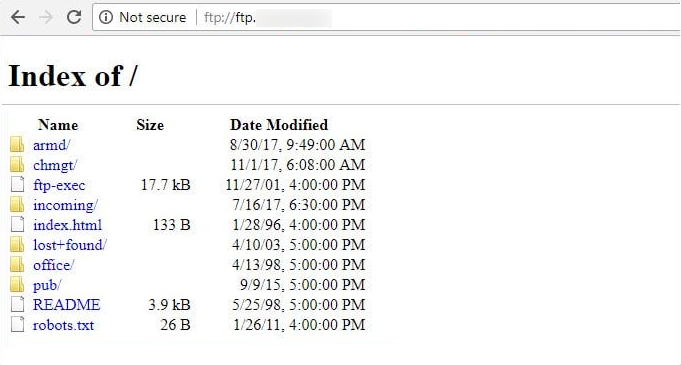 Not secure | ftp://ftp.
Index of /
Name Size Date Modified
armd/ 8/30/17, 9:49:00 AM
chmgt/ 11/1/17, 6:08:00 AM
ftp-exec 17.7 kB 11/27/01, 4:00:00 PM
incoming/ 7/16/17, 6:30:00 PM
index.html 133 B 1/28/96, 4:00:00 PM
lost+found/ 4/10/03, 5:00:00 PM
office/ 4/13/98, 5:00:00 PM
pub/ 9/9/15, 5:00:00 PM
README 3.9 kB 5/25/98, 5:00:00 PM
robots.txt 26 B 1/26/11, 4:00:00 PM